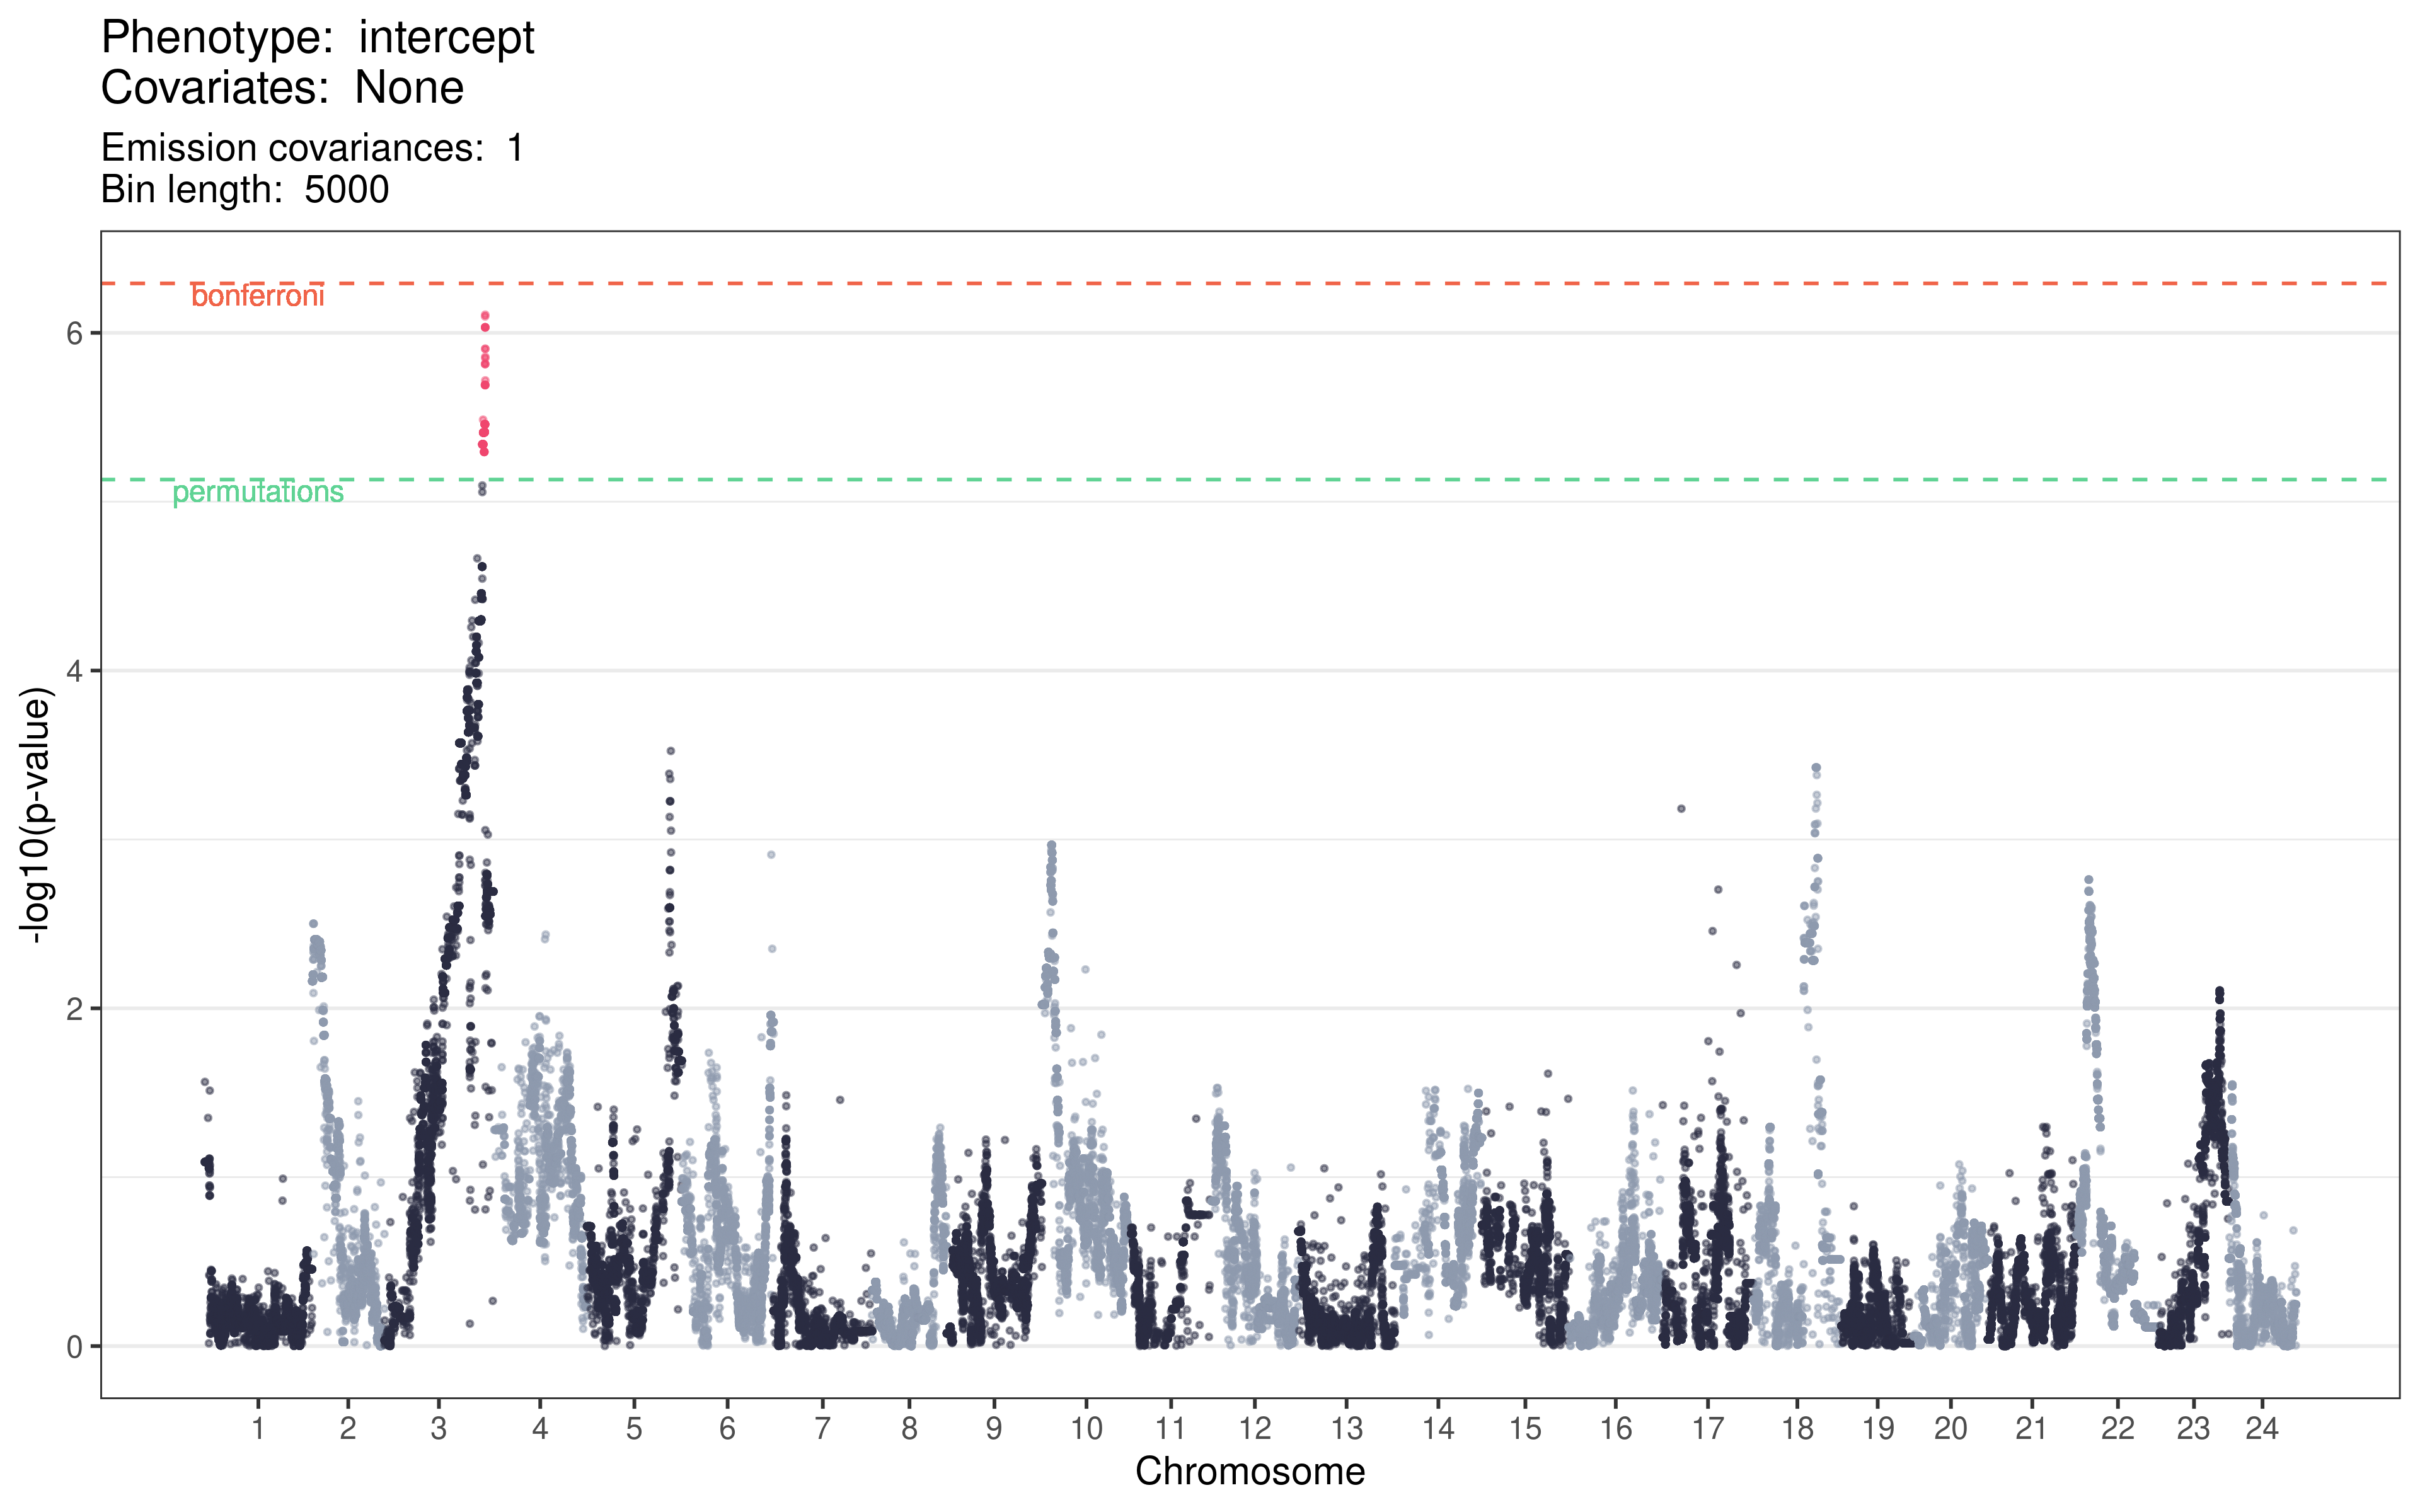 Phenotype:  intercept
Covariates:  None
Emission covariances:  1
Bin length:  5000
bonferroni
6
permutations
4
-log10(p-value)
2
0
1 2 3 4 5 6 7 8 9 10 11 12 13 14 15 16 17 18 19 20 21 22 23 24
Chromosome